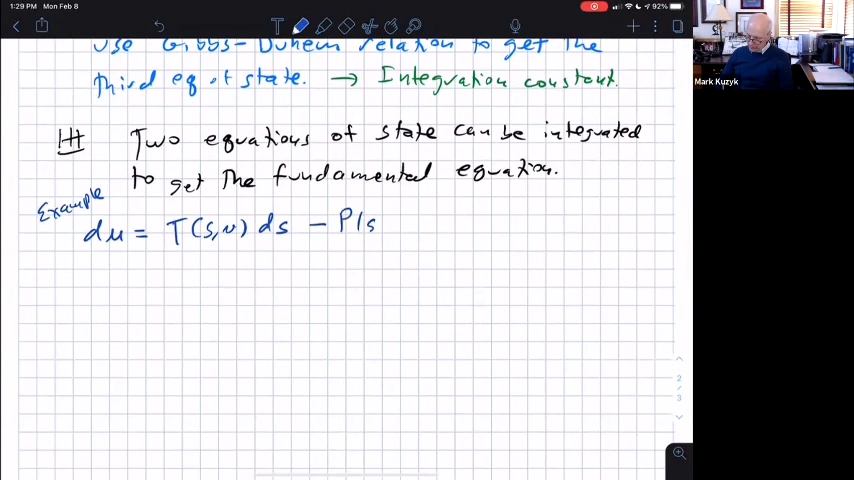 1:29 PM Mon Feb 8
92%
Use Gibbs-Duhem relation to get the
third eq of state. → Integration constant.
Two equations of state can be integrated
to get the fundamental equation.
Example
du = T(s,v) ds - P(s
Mark Kuzyk
2
3